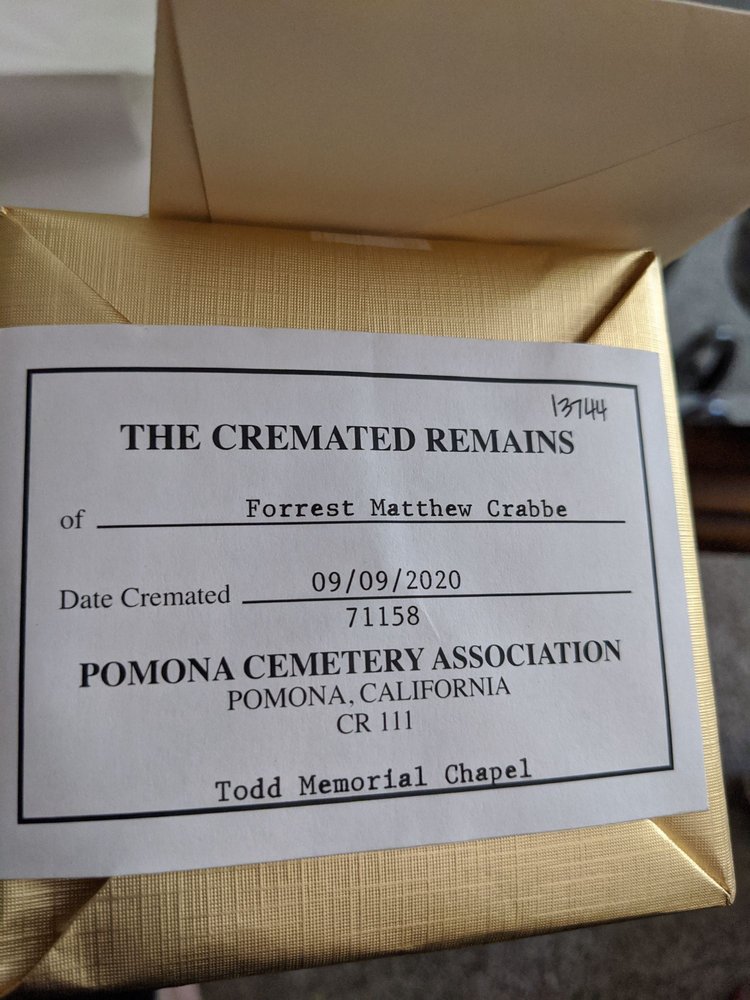 13744
THE CREMATED REMAINS
of Forrest Matthew Crabbe
Date Cremated 09/09/2020
71158
POMONA CEMETERY ASSOCIATION
POMONA, CALIFORNIA
CR 111
Todd Memorial Chapel